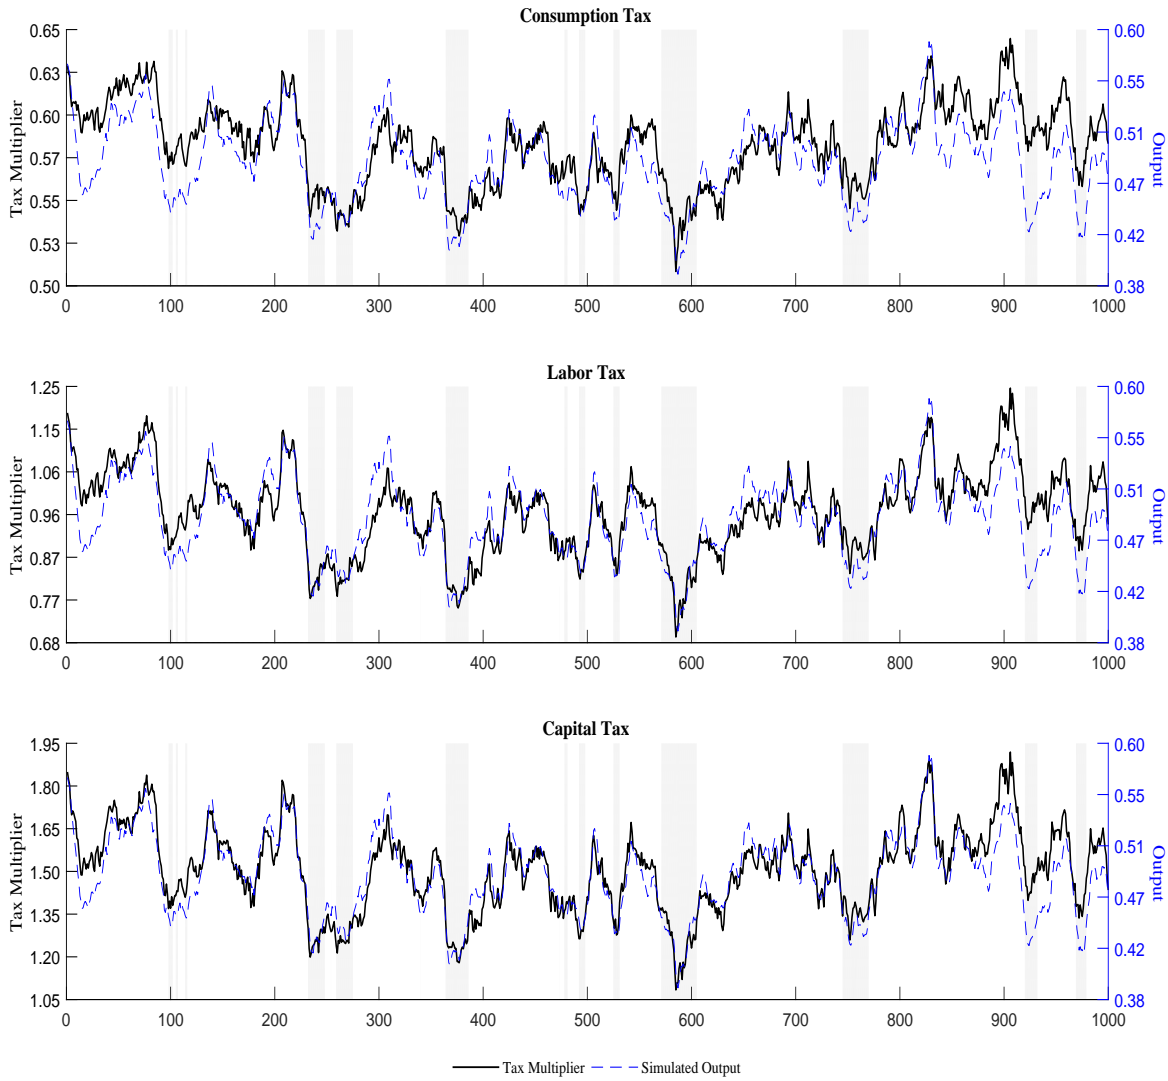 Consumption Tax
0.65 0.63 0.60 0.57 0.55 0.53 0.50
Tax Multiplier
0.60 0.55 0.51 0.47 0.42 0.38
Output
0 100 200 300 400 500 600 700 800 900 1000
Labor Tax
1.25 1.15 1.06 0.96 0.87 0.77 0.68
Tax Multiplier
0.60 0.55 0.51 0.47 0.42 0.38
Output
0 100 200 300 400 500 600 700 800 900 1000
Capital Tax
1.95 1.80 1.65 1.50 1.35 1.20 1.05
Tax Multiplier
0.60 0.55 0.51 0.47 0.42 0.38
Output
0 100 200 300 400 500 600 700 800 900 1000
Tax Multiplier Simulated Output